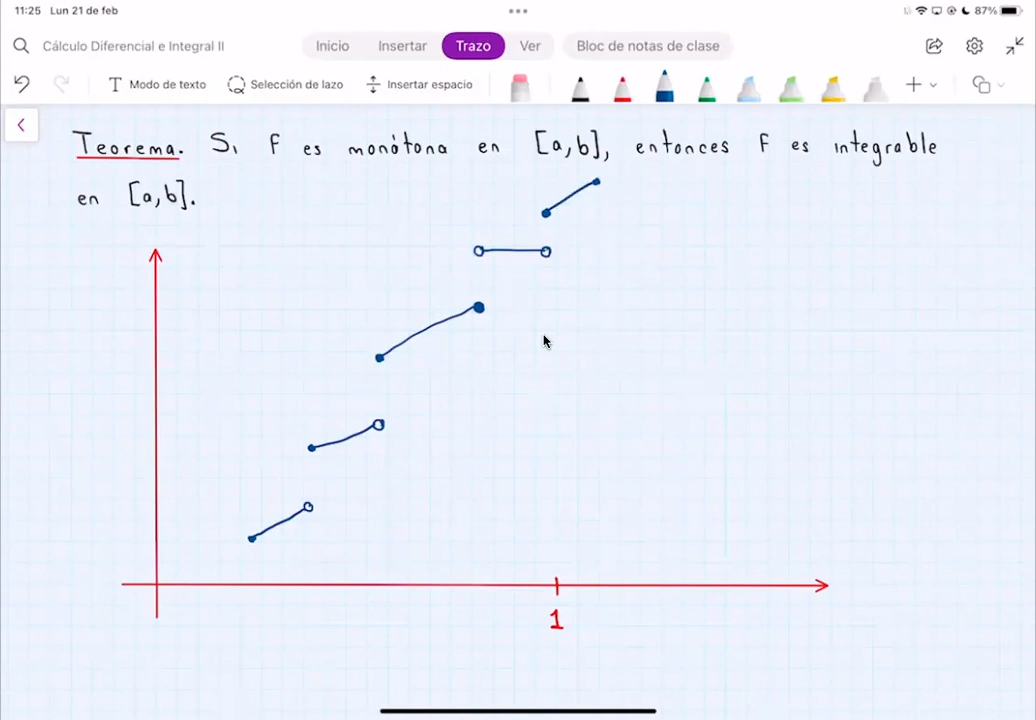 11:25 Lun 21 de feb
87%
Cálculo Diferencial e Integral II
Inicio Insertar Trazo Ver Bloc de notas de clase
Modo de texto Selección de lazo Insertar espacio
Teorema. Si f es monótona en [a,b], entonces f es integrable
en [a,b].
1